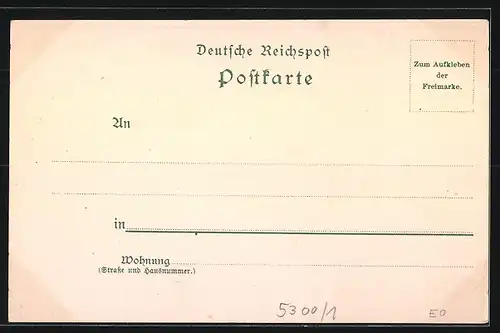 Deutsche Reichspost
Postkarte
Zum Aufkleben
der
Freimarke.
An
in
Wohnung
(Straße und Hausnummer.)
5300/1
EO